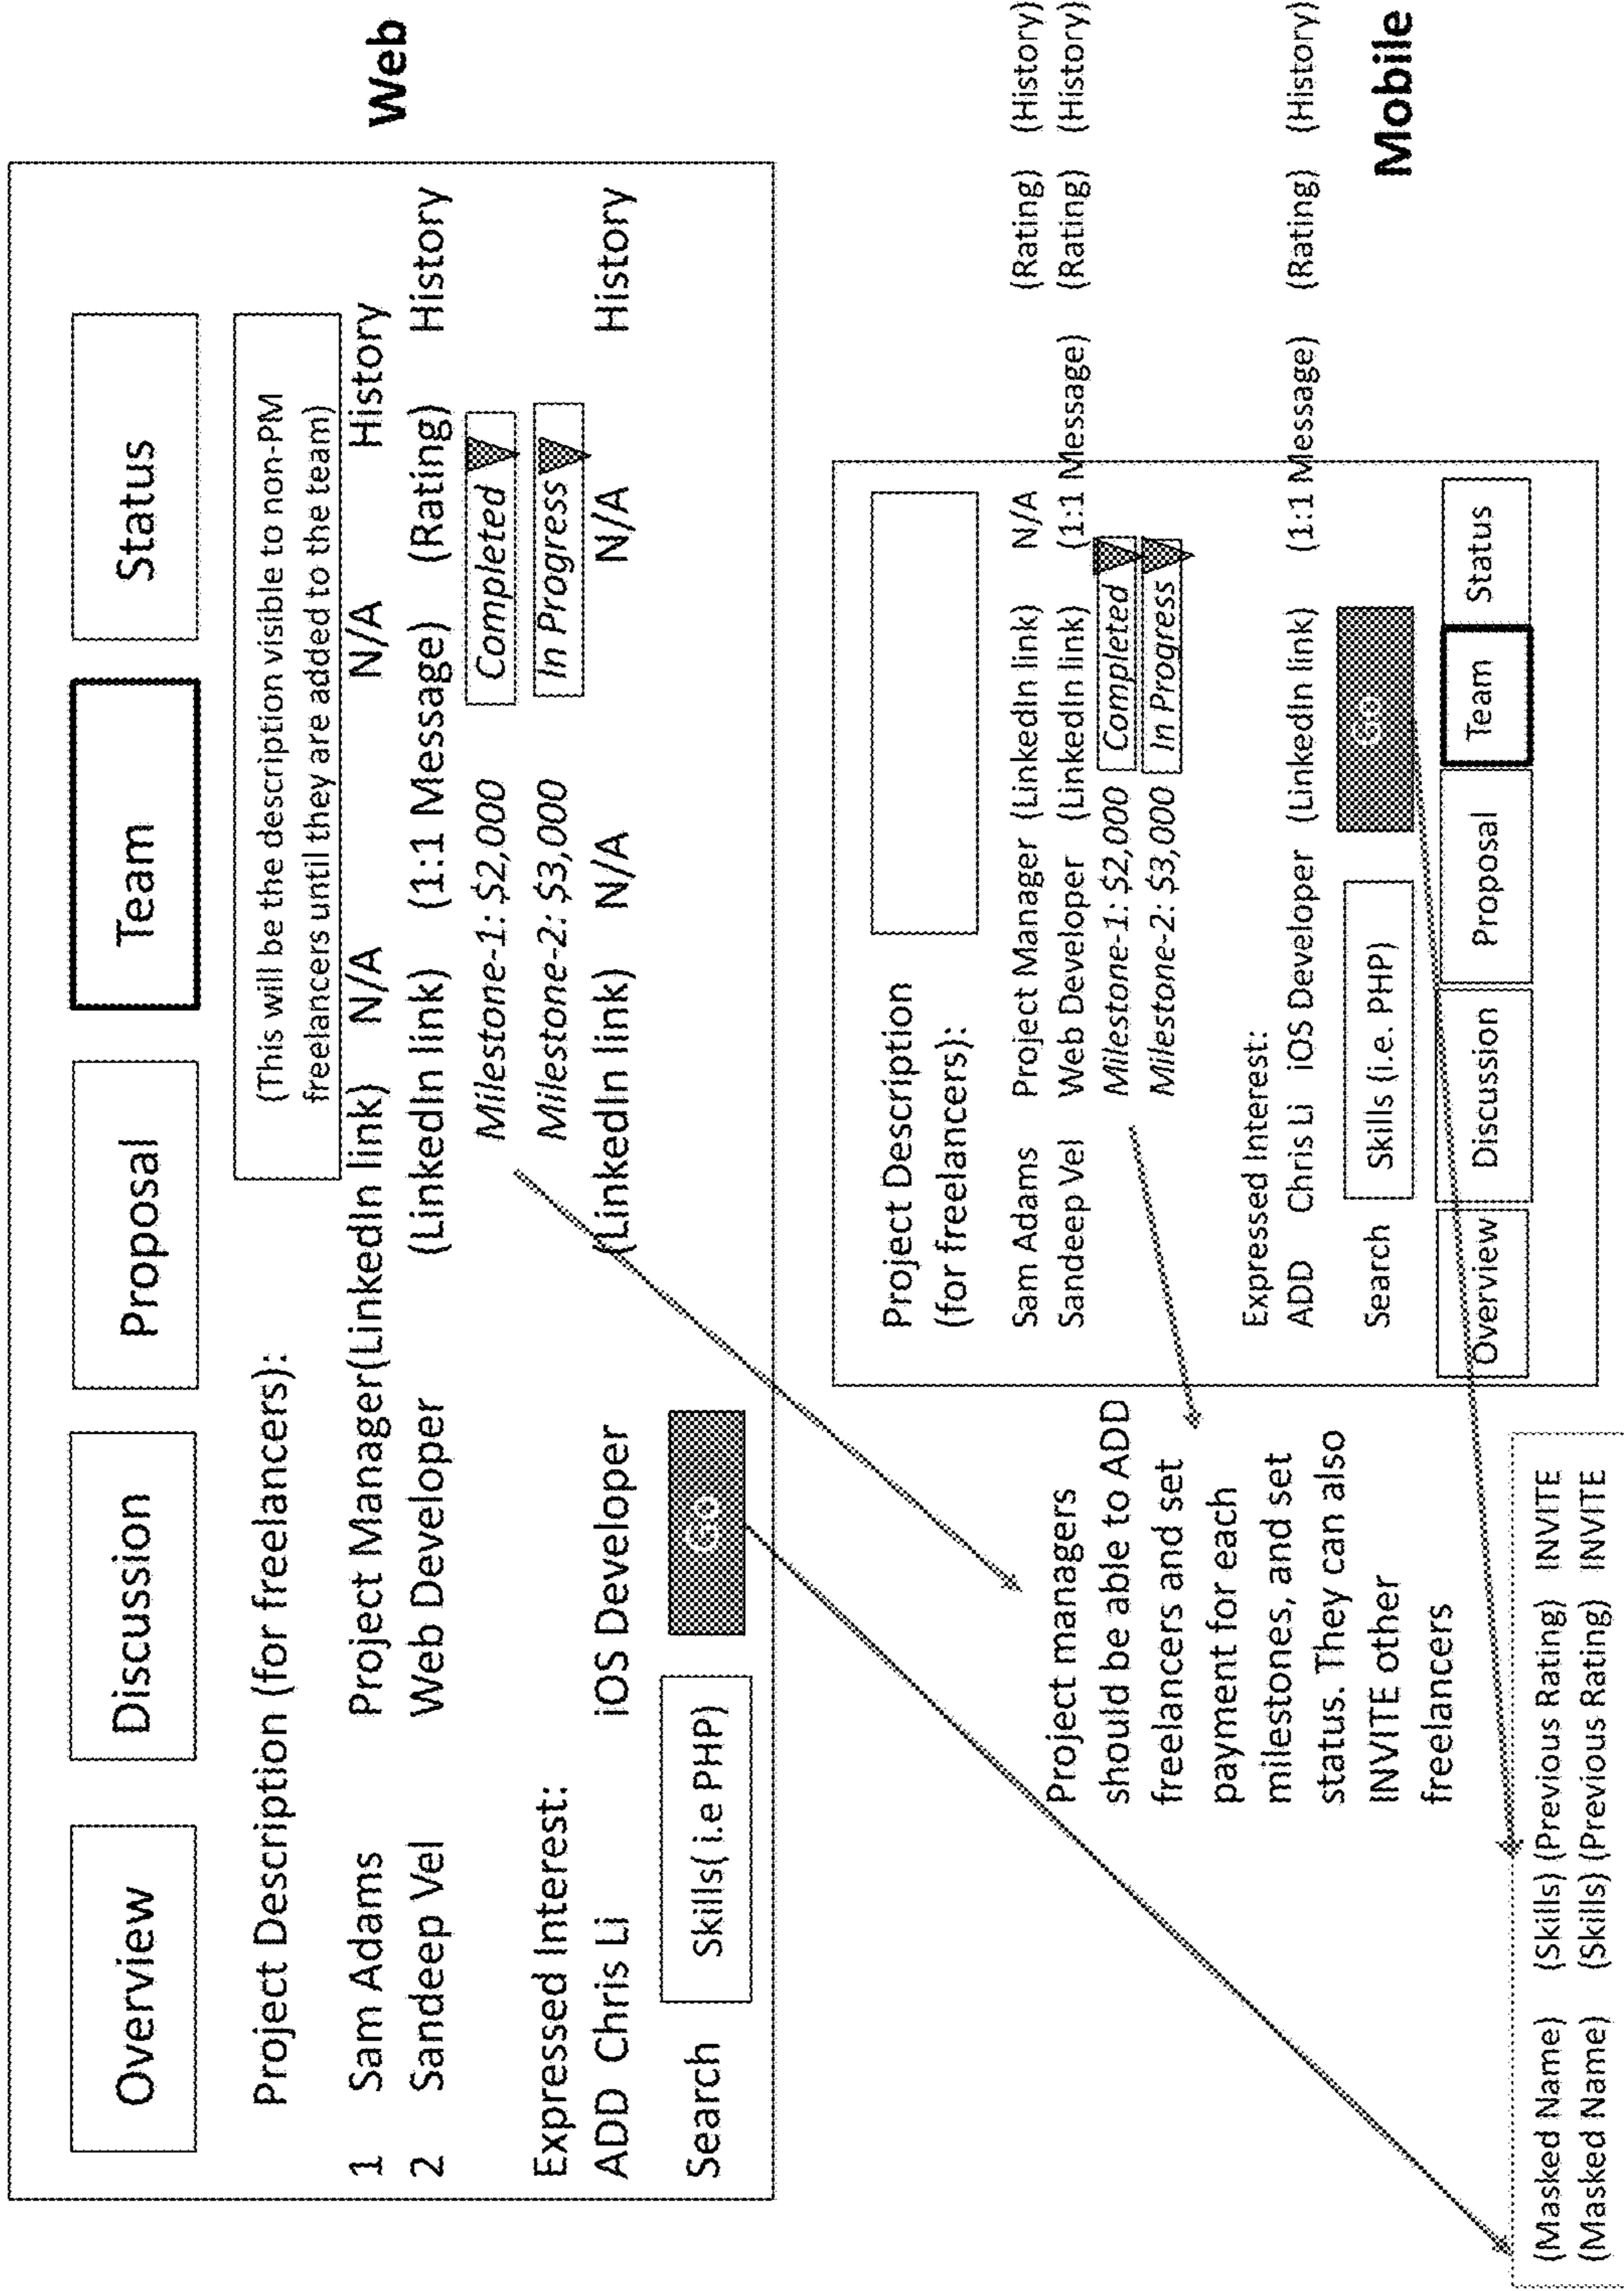 Overview Discussion Proposal Team Status
Project Description (for freelancers):
(This will be the description visible to non-PM
freelancers until they are added to the team)
1 Sam Adams Project Manager(LinkedIn link) N/A N/A History
2 Sandeep Vel Web Developer (LinkedIn link) (1:1 Message) (Rating) History
Milestone-1: $2,000 Completed
Milestone-2: $3,000 In Progress
Expressed Interest:
ADD Chris Li iOS Developer (LinkedIn link) N/A N/A History
Search Skills( i.e PHP) Go
Web
Project Description
(for freelancers):
Sam Adams Project Manager (LinkedIn link) N/A (Rating) (History)
Sandeep Vel Web Developer (LinkedIn link) (1:1 Message) (Rating) (History)
Milestone-1: $2,000 Completed
Milestone-2: $3,000 In Progress
Expressed Interest:
ADD Chris Li iOS Developer (LinkedIn link) (1:1 Message) (Rating) (History)
Search Skills (i.e. PHP) Go
Overview Discussion Proposal Team Status
Mobile
Project managers
should be able to ADD
freelancers and set
payment for each
milestones, and set
status. They can also
INVITE other
freelancers
(Masked Name) (Skills) (Previous Rating) INVITE
(Masked Name) (Skills) (Previous Rating) INVITE